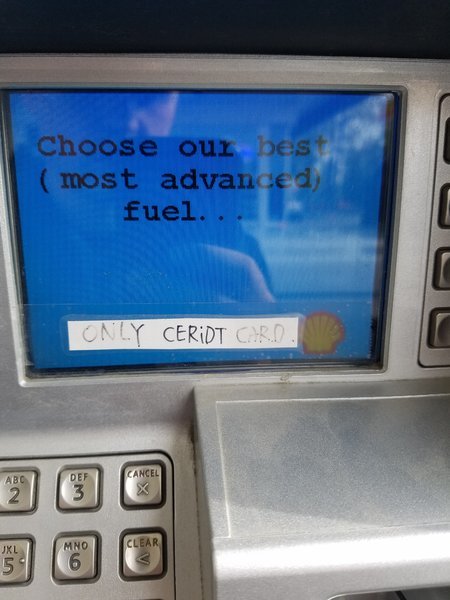 Choose our best
(most advanced)
fuel...
ONLY CERiDT CARD.
ABC
2
DEF
3
CANCEL
X
JKL
5
MNO
6
CLEAR
<